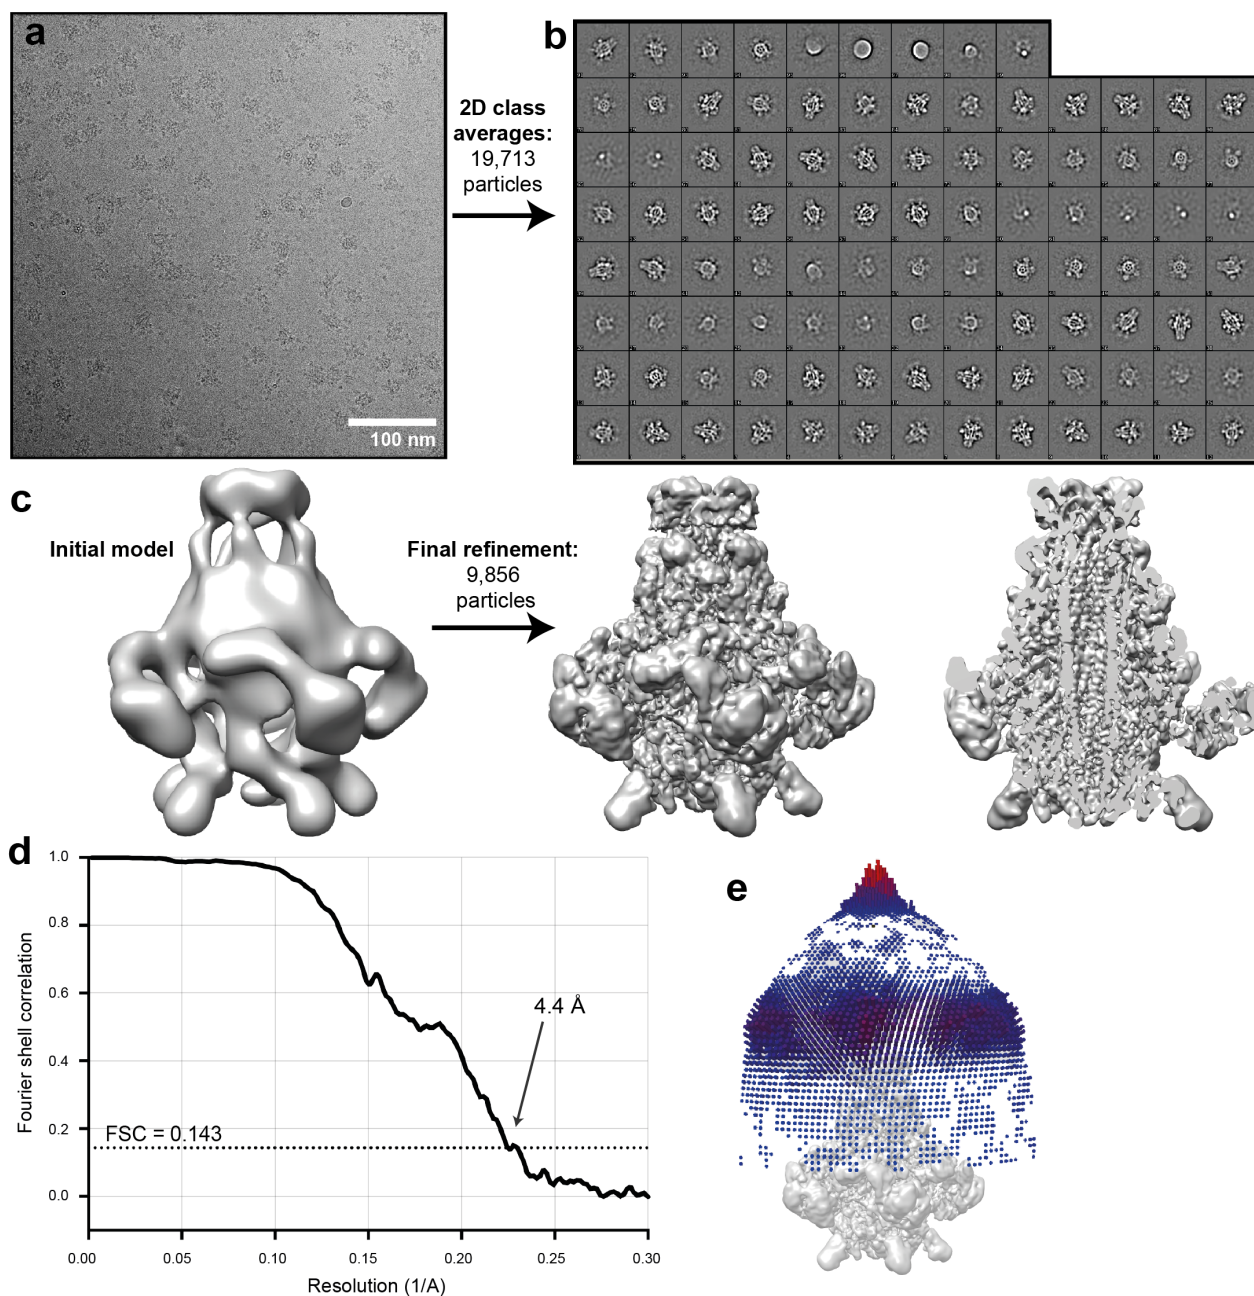 a
100 nm
2D class
averages:
19,713
particles
b
c
Initial model
Final refinement:
9,856
particles
d
1.0
0.8
0.6
0.4
0.2
0.0
Fourier shell correlation
4.4 Å
FSC = 0.143
0.00 0.05 0.10 0.15 0.20 0.25 0.30
Resolution (1/A)
e